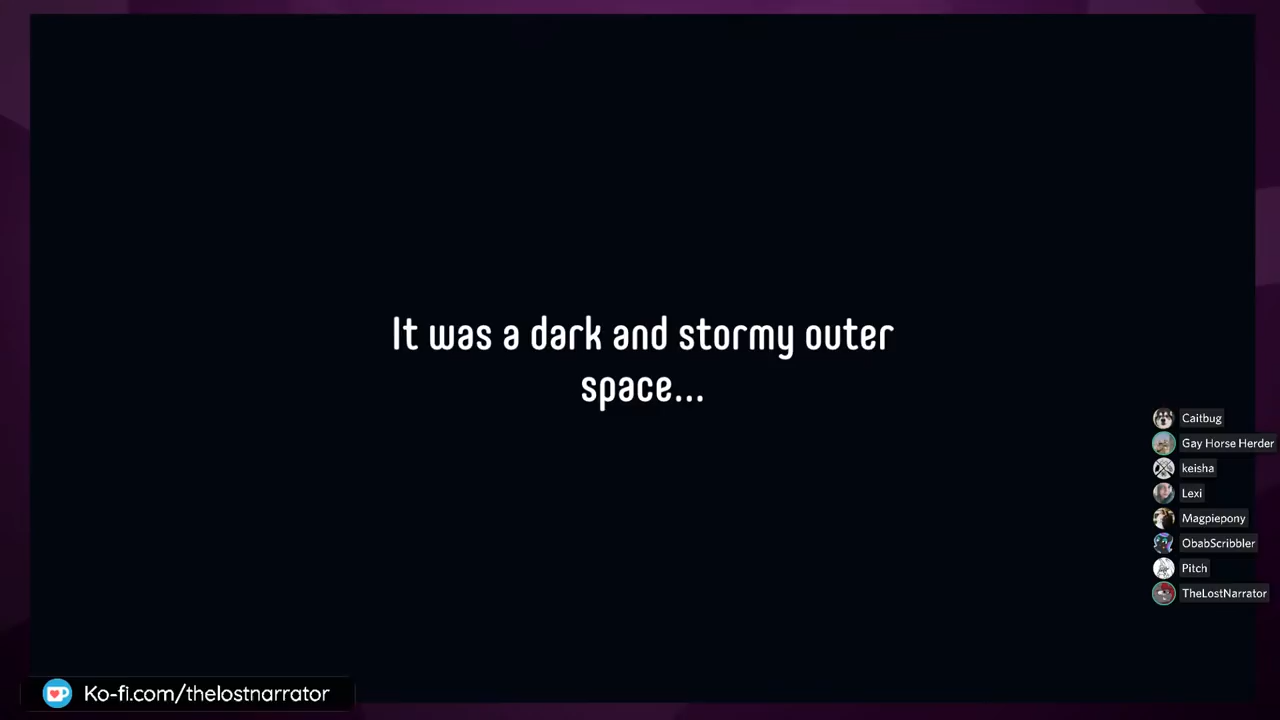 It was a dark and stormy outer
space...
Caitbug
Gay Horse Herder
keisha
Lexi
Magpiepony
ObabScribbler
Pitch
TheLostNarrator
Ko-fi.com/thelostnarrator